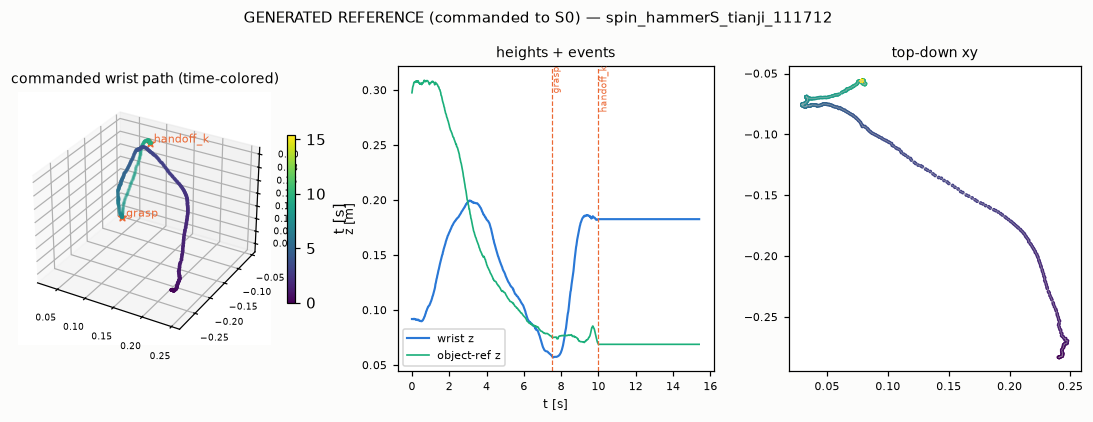 GENERATED REFERENCE (commanded to S0) — spin_hammerS_tianji_111712
commanded wrist path (time-colored)
handoff_k
grasp
0.05
0.10
0.15
0.20
0.25
−0.25
−0.20
−0.15
−0.10
−0.05
15
10
5
0
t [s]
heights + events
z [m]
0.30
0.25
0.20
0.15
0.10
0.05
grasp
handoff_k
wrist z
object-ref z
0 2 4 6 8 10 12 14 16
t [s]
top-down xy
−0.05
−0.10
−0.15
−0.20
−0.25
0.05 0.10 0.15 0.20 0.25